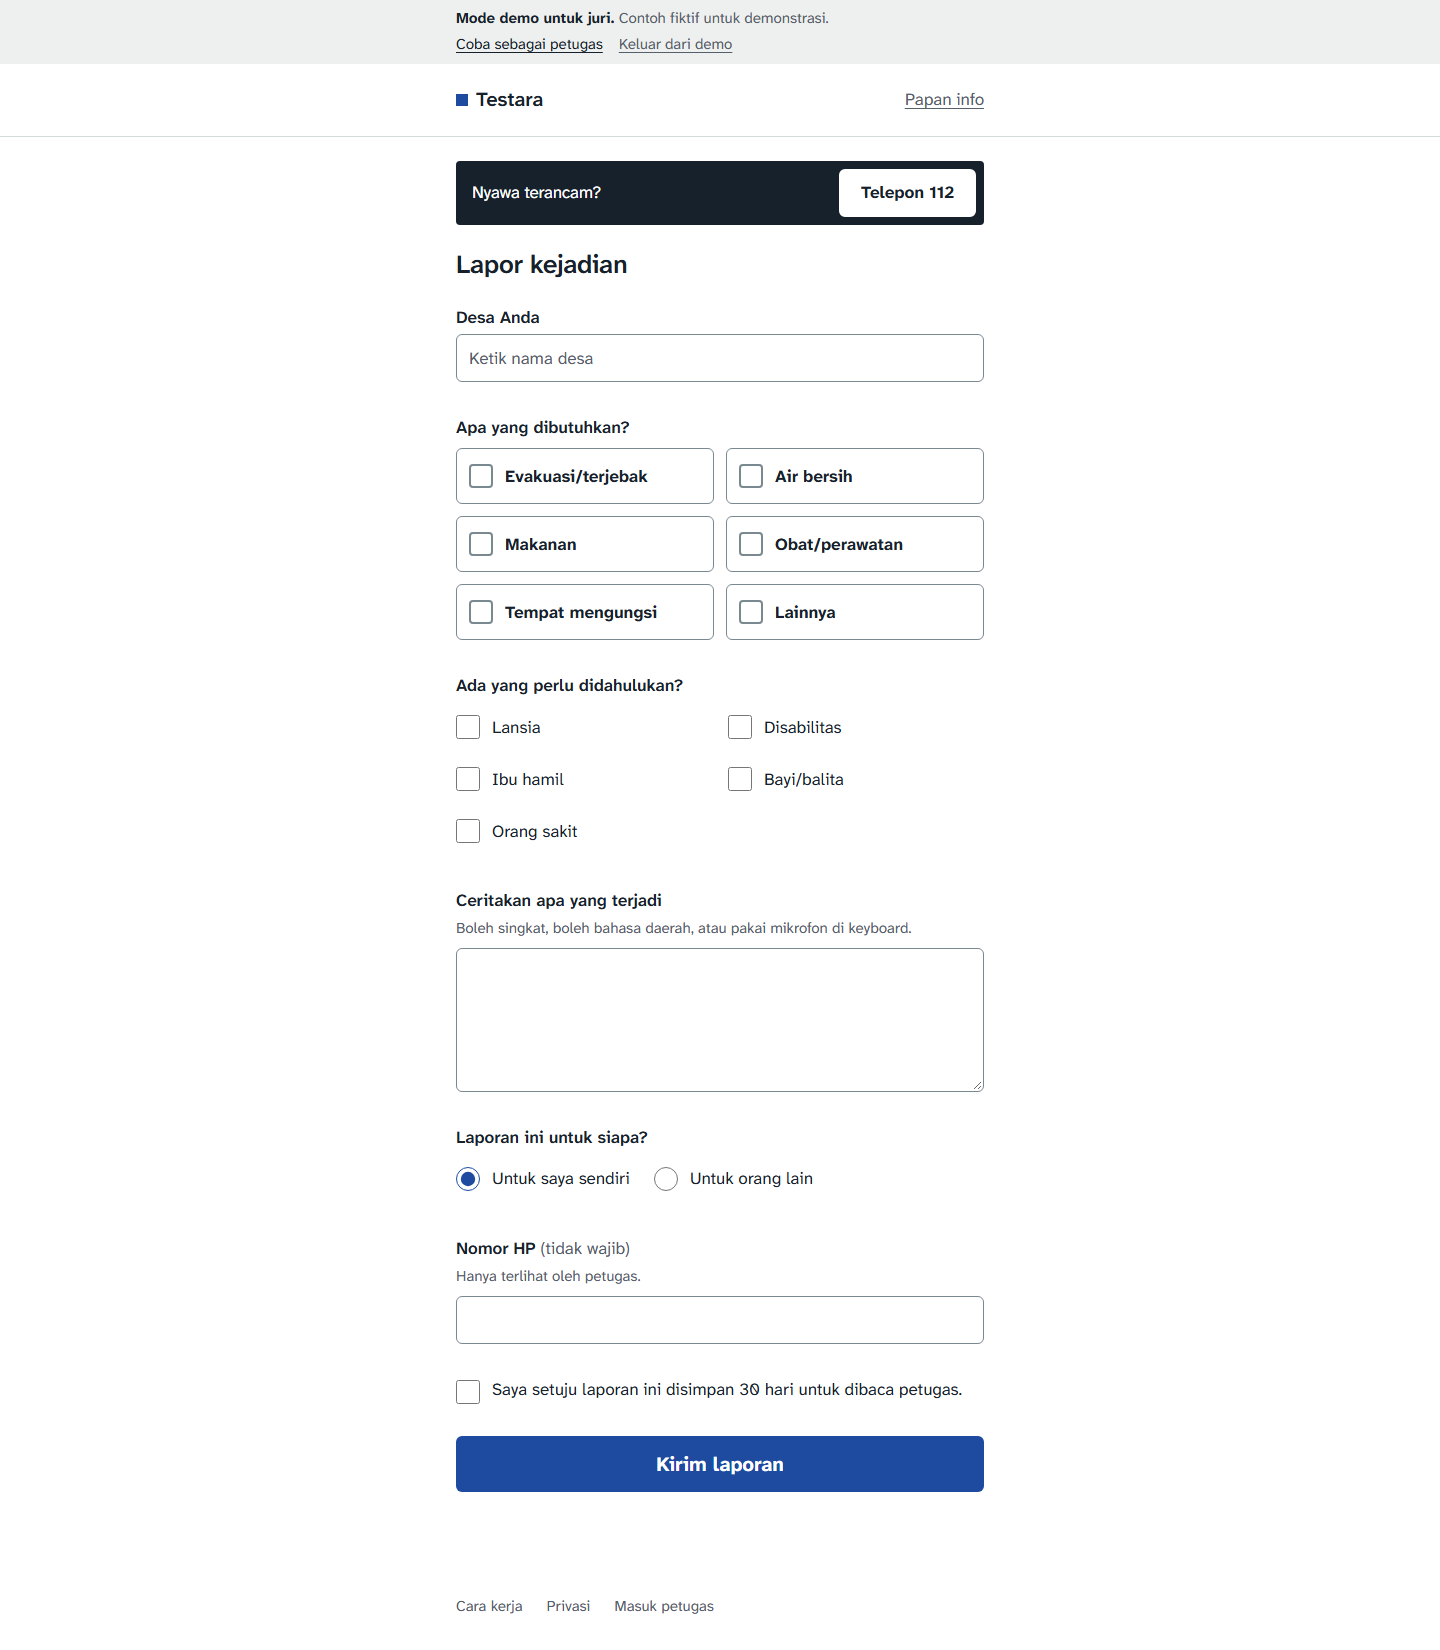 Mode demo untuk juri. Contoh fiktif untuk demonstrasi.
Coba sebagai petugas Keluar dari demo
Testara
Papan info
Nyawa terancam?
Telepon 112
Lapor kejadian
Desa Anda
Ketik nama desa
Apa yang dibutuhkan?
Evakuasi/terjebak
Air bersih
Makanan
Obat/perawatan
Tempat mengungsi
Lainnya
Ada yang perlu didahulukan?
Lansia
Disabilitas
Ibu hamil
Bayi/balita
Orang sakit
Ceritakan apa yang terjadi
Boleh singkat, boleh bahasa daerah, atau pakai mikrofon di keyboard.
Laporan ini untuk siapa?
Untuk saya sendiri
Untuk orang lain
Nomor HP (tidak wajib)
Hanya terlihat oleh petugas.
Saya setuju laporan ini disimpan 30 hari untuk dibaca petugas.
Kirim laporan
Cara kerja Privasi Masuk petugas